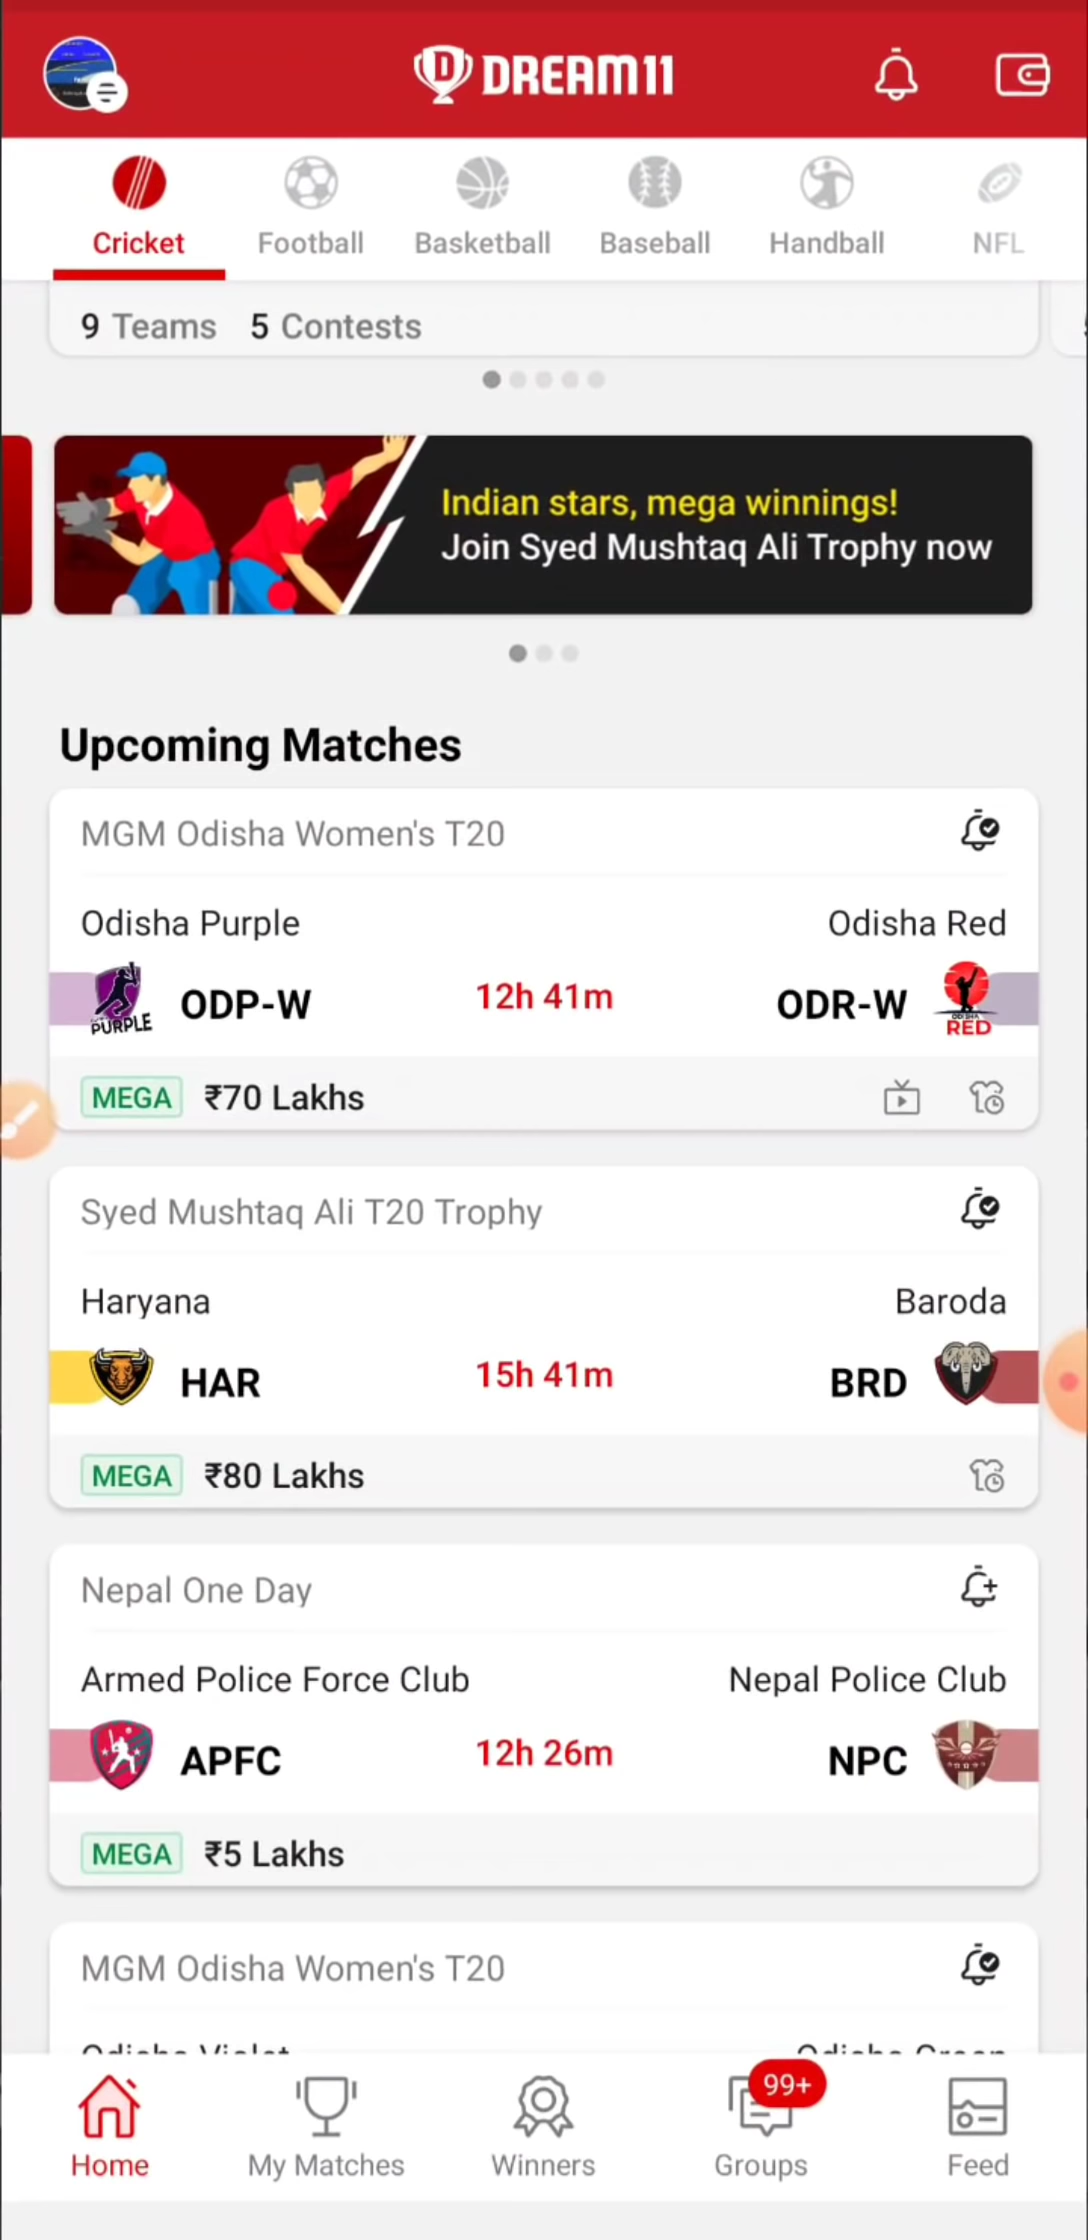 DREAM11
Cricket Football Basketball Baseball Handball NFL
9 Teams 5 Contests
Indian stars, mega winnings!
Join Syed Mushtaq Ali Trophy now
Upcoming Matches
MGM Odisha Women's T20
Odisha Purple Odisha Red
PURPLE ODP-W 12h 41m ODR-W RED
MEGA ₹70 Lakhs
Syed Mushtaq Ali T20 Trophy
Haryana Baroda
HAR 15h 41m BRD
MEGA ₹80 Lakhs
Nepal One Day
Armed Police Force Club Nepal Police Club
APFC 12h 26m NPC
MEGA ₹5 Lakhs
MGM Odisha Women's T20
Odisha Violet Odisha Green
99+
Home My Matches Winners Groups Feed